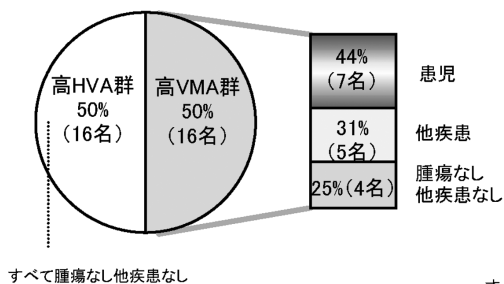 高HVA群
50%
(16名)
高VMA群
50%
(16名)
44%
(7名)
患児
31%
(5名)
他疾患
25%(4名)
腫瘍なし
他疾患なし
すべて腫瘍なし他疾患なし